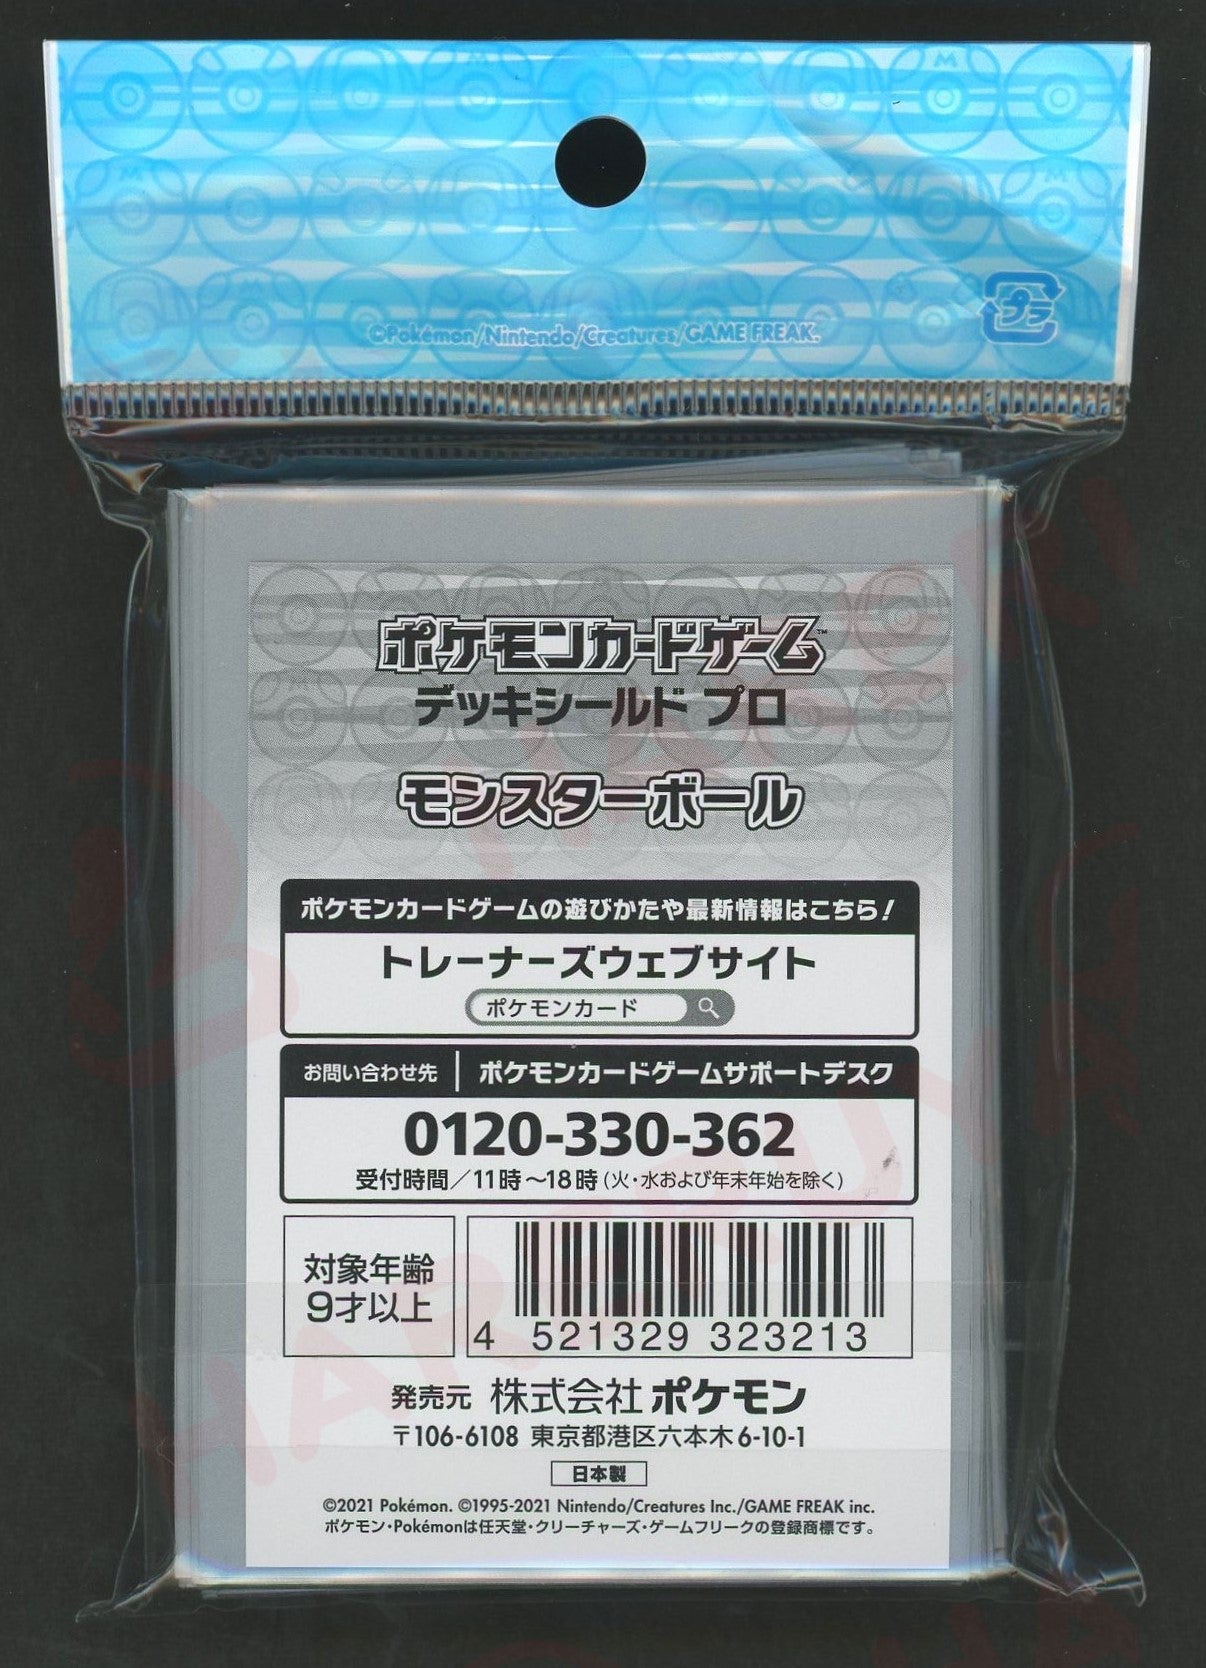 ©Pokémon/Nintendo/Creatures/GAME FREAK.
プラ
ポケモンカードゲーム™
デッキシールド プロ
モンスターボール
ポケモンカードゲームの遊びかたや最新情報はこちら!
トレーナーズウェブサイト
ポケモンカード
お問い合わせ先 ポケモンカードゲームサポートデスク
0120-330-362
受付時間/11時〜18時(火・水および年末年始を除く)
対象年齢
9才以上
4 521329 323213
発売元 株式会社ポケモン
〒106-6108 東京都港区六本木6-10-1
日本製
©2021 Pokémon. ©1995-2021 Nintendo/Creatures Inc./GAME FREAK inc.
ポケモン・Pokémonは任天堂・クリーチャーズ・ゲームフリークの登録商標です。